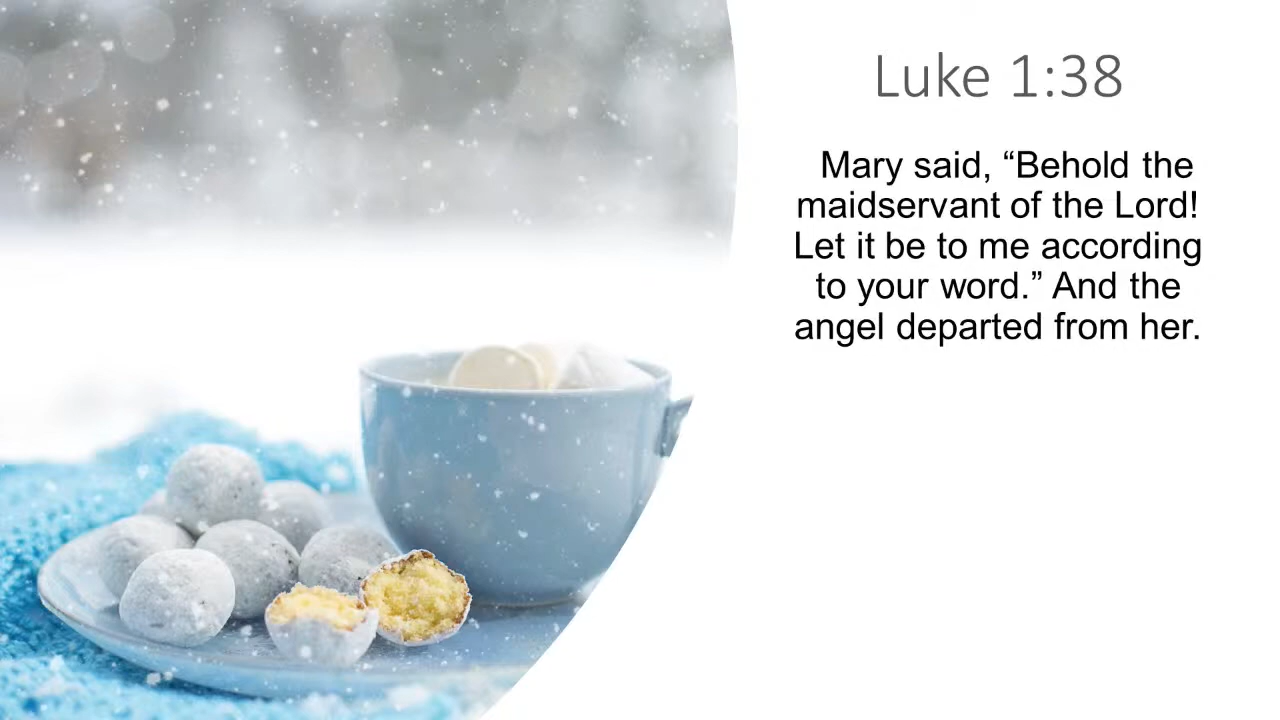 Luke 1:38
Mary said, “Behold the
maidservant of the Lord!
Let it be to me according
to your word.” And the
angel departed from her.